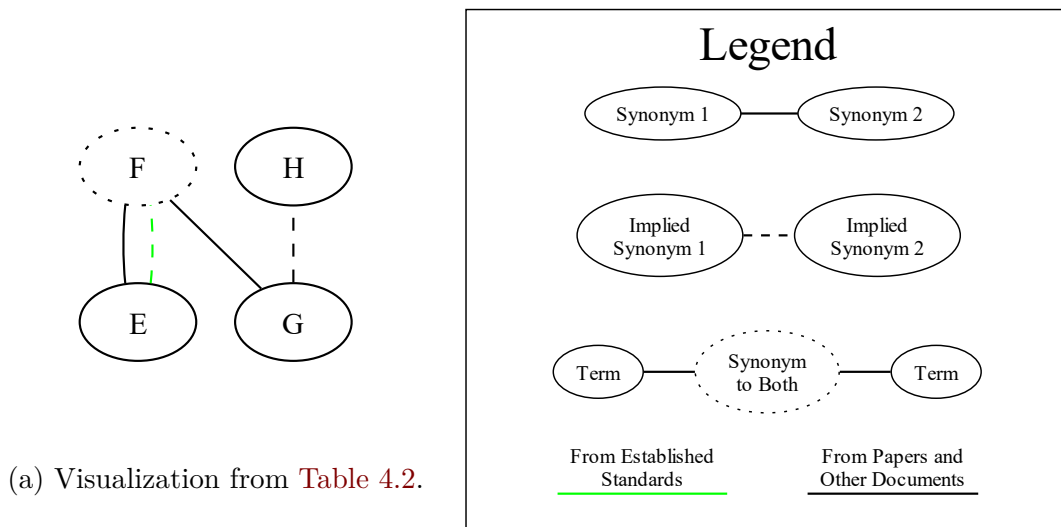 F
H
E
G
(a) Visualization from Table 4.2.
Legend
Synonym 1
Synonym 2
Implied
Synonym 1
Implied
Synonym 2
Term
Synonym
to Both
Term
From Established
Standards
From Papers and
Other Documents